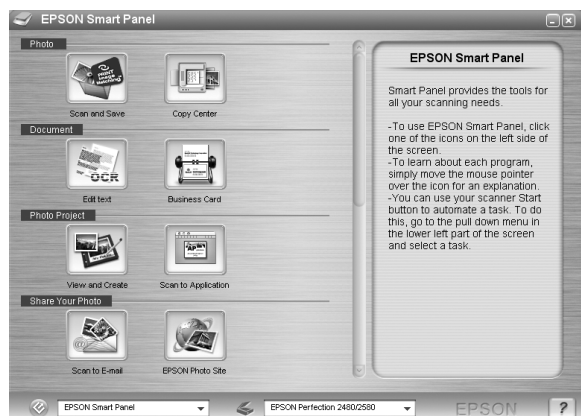 EPSON Smart Panel
Photo
Scan and Save
Copy Center
Document
OCR
Edit text
Business Card
Photo Project
View and Create
Scan to Application
Share Your Photo
Scan to E-mail
EPSON Photo Site
EPSON Smart Panel
Smart Panel provides the tools for
all your scanning needs.
-To use EPSON Smart Panel, click
one of the icons on the left side of
the screen.
-To learn about each program,
simply move the mouse pointer
over the icon for an explanation.
-You can use your scanner Start
button to automate a task. To do
this, go to the pull down menu in
the lower left part of the screen
and select a task.
EPSON Smart Panel
EPSON Perfection 2480/2580
EPSON
?